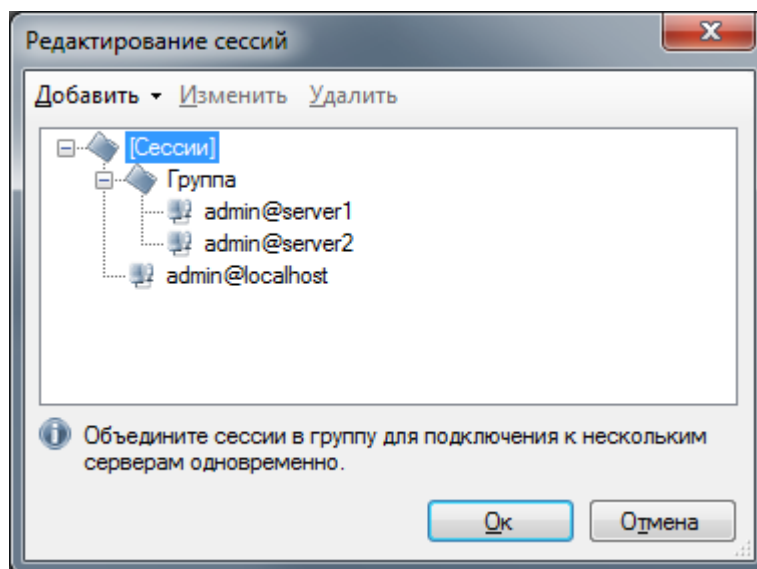 Редактирование сессий
Добавить Изменить Удалить
[Сессии]
Группа
admin@server1
admin@server2
admin@localhost
Объедините сессии в группу для подключения к нескольким
серверам одновременно.
Ок Отмена